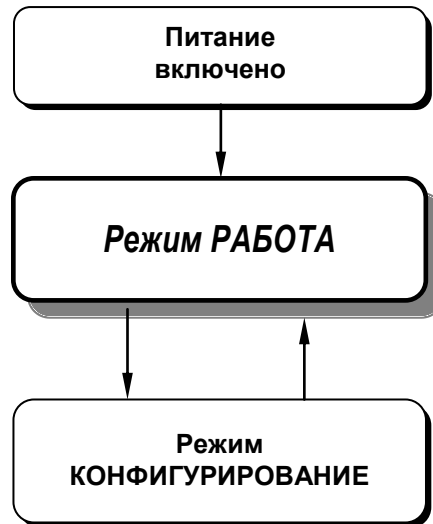 Питание
включено
Режим РАБОТА
Режим
КОНФИГУРИРОВАНИЕ